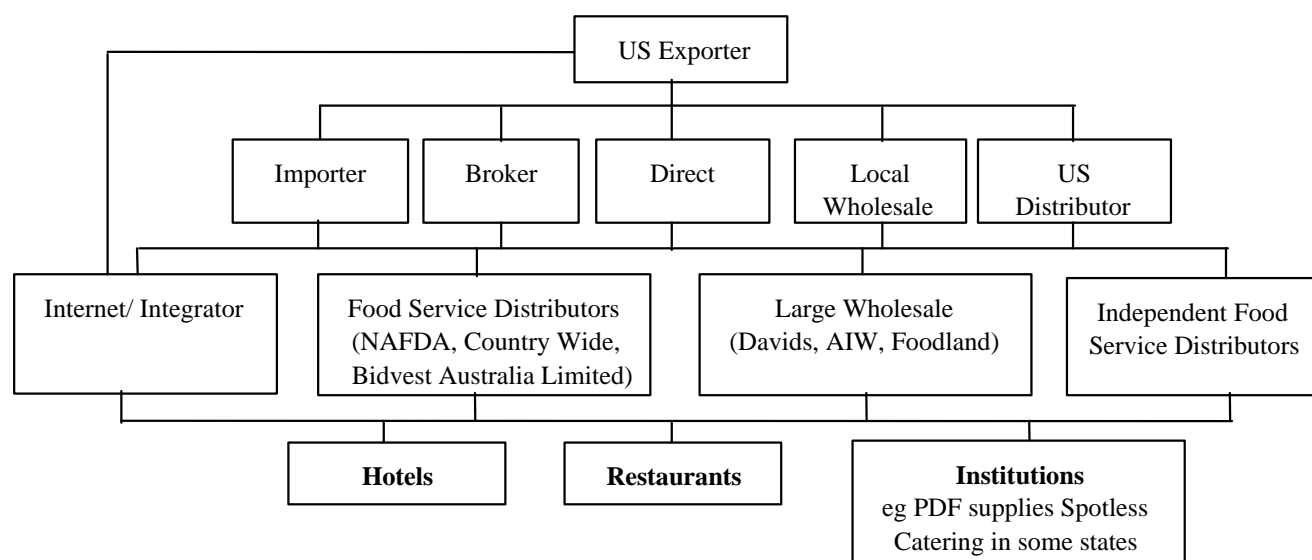 US Exporter
Importer
Broker
Direct
Local
Wholesale
US
Distributor
Internet/ Integrator
Food Service Distributors
(NAFDA, Country Wide,
Bidvest Australia Limited)
Large Wholesale
(Davids, AIW, Foodland)
Independent Food
Service Distributors
Hotels
Restaurants
Institutions
eg PDF supplies Spotless
Catering in some states